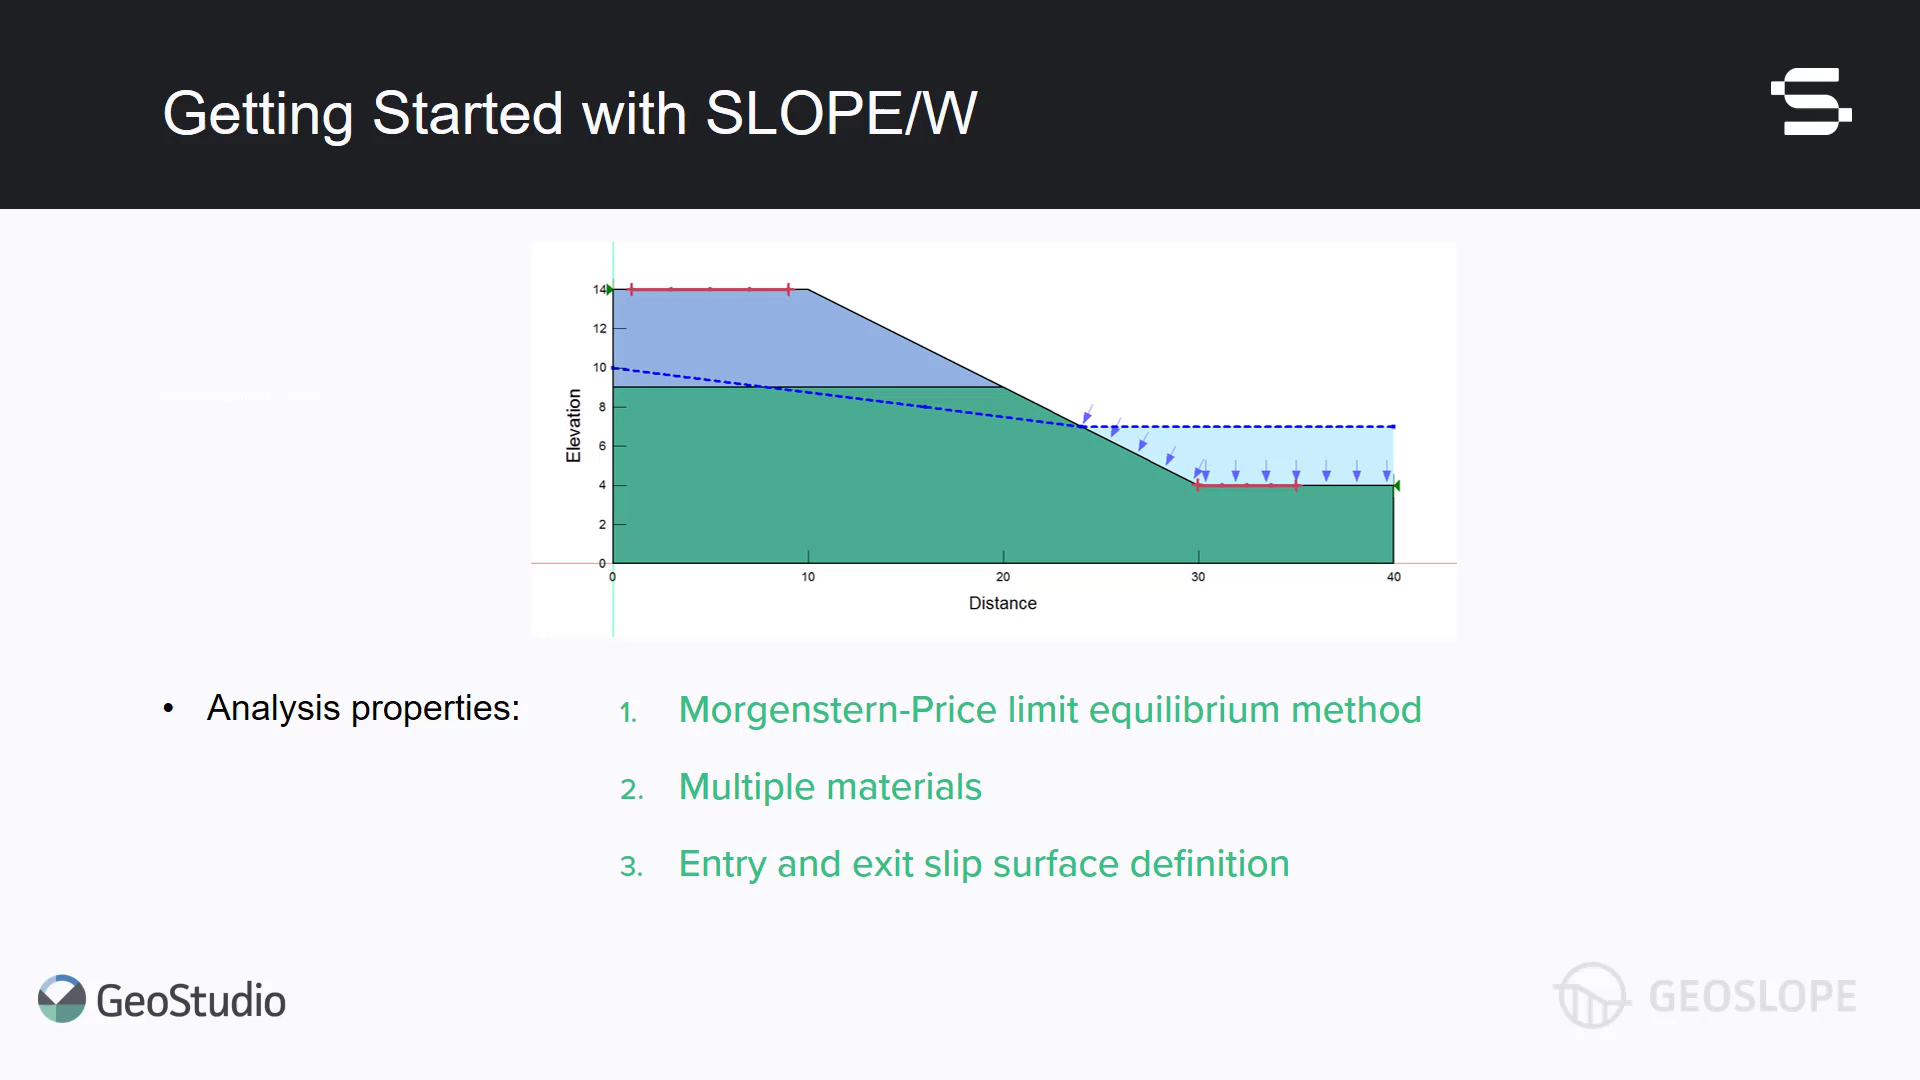 Getting Started with SLOPE/W
14
12
10
8
6
4
2
0
Elevation
0 10 20 30 40
Distance
• Analysis properties:
1. Morgenstern-Price limit equilibrium method
2. Multiple materials
3. Entry and exit slip surface definition
GeoStudio
GEOSLOPE